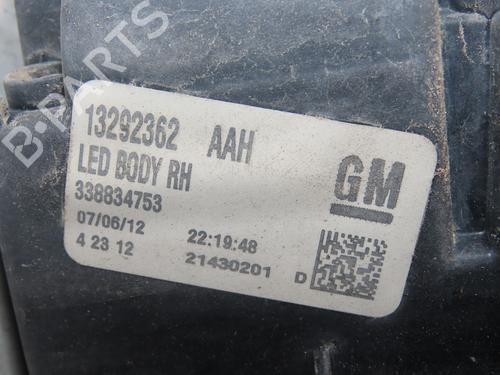 B-PARTS
13292362 AAH
LED BODY RH
338834753
GM
07/06/12 22:19:48
4 23 12 21430201 D